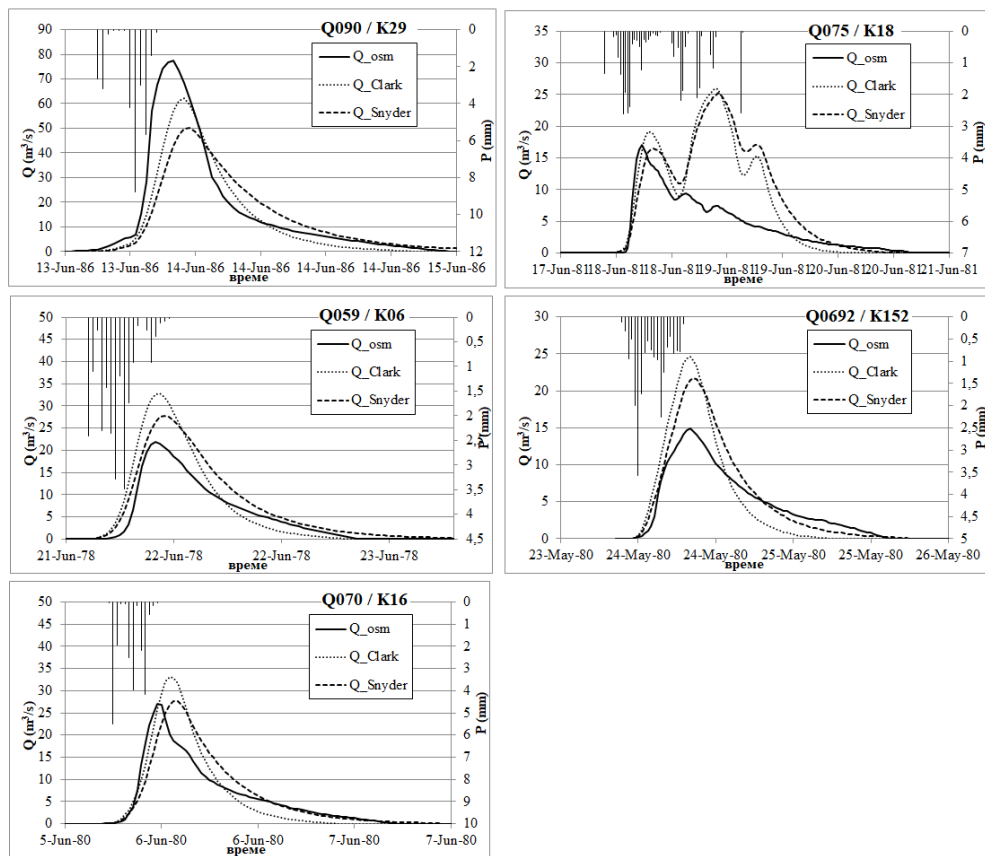 Q090 / K29
Q_osm
Q_Clark
Q_Snyder
Q (m³/s)
P (mm)
90
80
70
60
50
40
30
20
10
0
0
2
4
6
8
10
12
13-Jun-86 13-Jun-86 14-Jun-86 14-Jun-86 14-Jun-86 14-Jun-86 15-Jun-86
време
Q075 / K18
Q_osm
Q_Clark
Q_Snyder
Q (m³/s)
P (mm)
35
30
25
20
15
10
5
0
0
1
2
3
4
5
6
7
17-Jun-81 18-Jun-81 18-Jun-81 19-Jun-81 19-Jun-81 20-Jun-81 20-Jun-81 21-Jun-81
време
Q059 / K06
Q_osm
Q_Clark
Q_Snyder
Q (m³/s)
P (mm)
50
45
40
35
30
25
20
15
10
5
0
0
0,5
1
1,5
2
2,5
3
3,5
4
4,5
21-Jun-78 22-Jun-78 22-Jun-78 23-Jun-78
време
Q0692 / K152
Q_osm
Q_Clark
Q_Snyder
Q (m³/s)
P (mm)
30
25
20
15
10
5
0
0
0,5
1
1,5
2
2,5
3
3,5
4
4,5
5
23-May-80 24-May-80 24-May-80 25-May-80 25-May-80 26-May-80
време
Q070 / K16
Q_osm
Q_Clark
Q_Snyder
Q (m³/s)
P (mm)
50
45
40
35
30
25
20
15
10
5
0
0
1
2
3
4
5
6
7
8
9
10
5-Jun-80 6-Jun-80 6-Jun-80 7-Jun-80 7-Jun-80
време